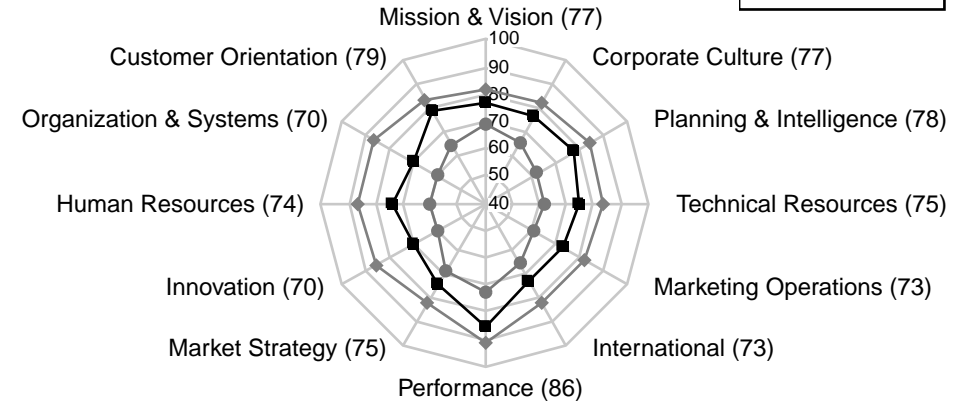 Mission & Vision (77)
100
Customer Orientation (79)
Corporate Culture (77)
90
80
Organization & Systems (70)
Planning & Intelligence (78)
70
60
50
Human Resources (74)
40
Technical Resources (75)
Innovation (70)
Marketing Operations (73)
Market Strategy (75)
International (73)
Performance (86)